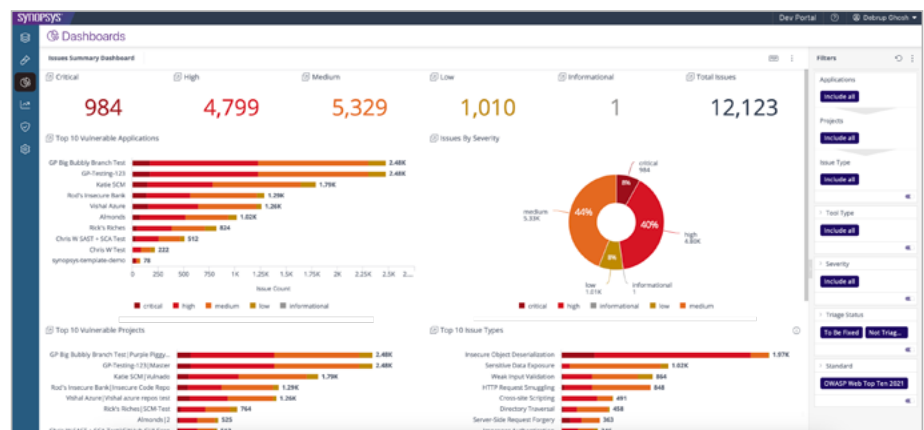 SYNOPSYS
Dev Portal
Debrup Ghosh
Dashboards
Issues Summary Dashboard
Filters
Critical
High
Medium
Low
Informational
Total Issues
984
4,799
5,329
1,010
1
12,123
Applications
Include all
Projects
Include all
Issue Type
Include all
Tool Type
Include all
Severity
Include all
Triage Status
To Be Fixed
Not Triag...
Standard
OWASP Web Top Ten 2021
Top 10 Vulnerable Applications
GP Big Bubbly Branch Test 2.48K
GP-Testing-123 2.48K
Katie SCM 1.79K
Rod's Insecure Bank 1.29K
Vishal Azure 1.26K
Almonds 1.02K
Rick's Riches 824
Chris W SAST + SCA Test 512
Chris W Test 222
synopsys-template-demo 78
0 250 500 750 1K 1.25K 1.5K 1.75K 2K 2.25K 2.5K 2...
Issue Count
critical high medium low informational
Issues By Severity
critical
984
8%
medium
5.33K
44%
40%
high
4.80K
8%
low
1.01K
informational
1
critical high informational low medium
Top 10 Vulnerable Projects
GP Big Bubbly Branch Test|Purple Piggy... 2.48K
GP-Testing-123|Master 2.48K
Katie SCM|Vulnado 1.79K
Rod's Insecure Bank|Insecure Code Repo 1.29K
Vishal Azure|Vishal azure repos test 1.26K
Rick's Riches|SCM-Test 764
Almonds|2 525
Top 10 Issue Types
Insecure Object Deserialization 1.97K
Sensitive Data Exposure 1.02K
Weak Input Validation 864
HTTP Request Smuggling 848
Cross-site Scripting 491
Directory Traversal 458
Server-Side Request Forgery 363